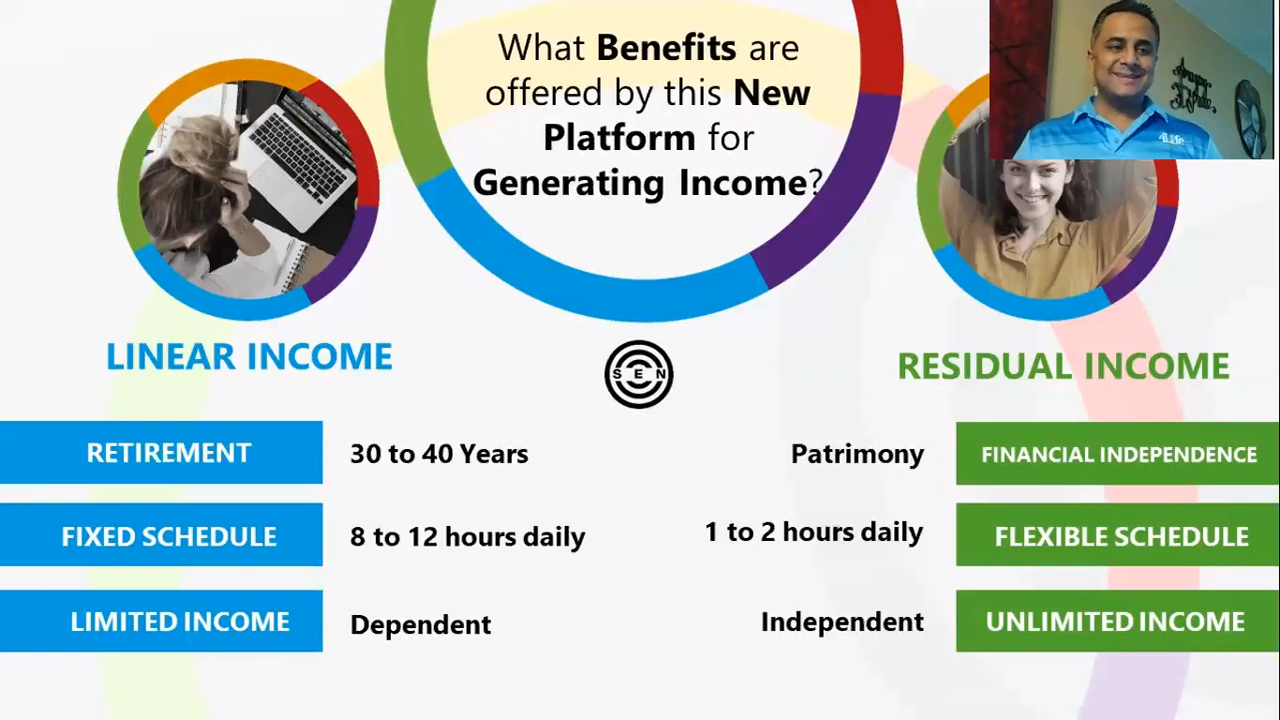 What Benefits are
offered by this New
Platform for
Generating Income?
4Life
LINEAR INCOME
SEN
RESIDUAL INCOME
RETIREMENT
30 to 40 Years
Patrimony
FINANCIAL INDEPENDENCE
FIXED SCHEDULE
8 to 12 hours daily
1 to 2 hours daily
FLEXIBLE SCHEDULE
LIMITED INCOME
Dependent
Independent
UNLIMITED INCOME